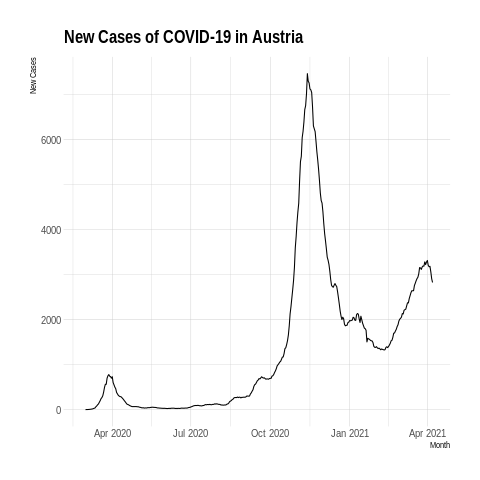 New Cases of COVID-19 in Austria
New Cases
6000
4000
2000
0
Apr 2020 Jul 2020 Oct 2020 Jan 2021 Apr 2021
Month